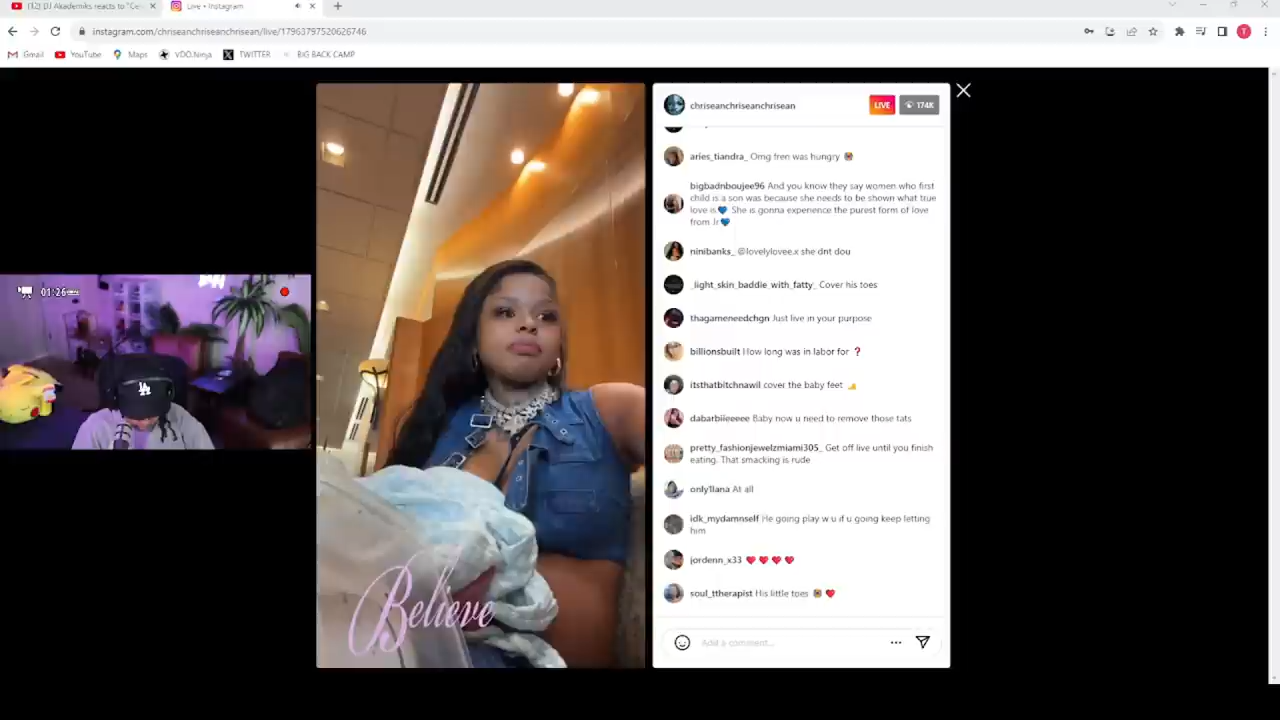 (12) DJ Akademiks reacts to "Ce
Live • Instagram
instagram.com/chriseanchriseanchrisean/live/17963797520626746
T
Gmail
YouTube
Maps
VDO.Ninja
TWITTER
BIG BACK CAMP
chriseanchriseanchrisean
LIVE
174K
aries_tiandra_ Omg fren was hungry
bigbadnboujee96 And you know they say women who first
child is a son was because she needs to be shown what true
love is💙 She is gonna experience the purest form of love
from Jr💙
ninibanks_ @lovelylovee.x she dnt dou
_light_skin_baddie_with_fatty_ Cover his toes
thagameneedchgn Just live in your purpose
billionsbuilt How long was in labor for ❓
itsthatbitchnawil cover the baby feet
dabarbiieeeee Baby now u need to remove those tats
pretty_fashionjewelzmiami305_ Get off live until you finish
eating. That smacking is rude
only1lana At all
idk_mydamnself He going play w u if u going keep letting
him
jordenn_x33 ❤️ ❤️ ❤️ ❤️
soul_ttherapist His little toes ❤️
Add a comment...
01:26
LA
Believe